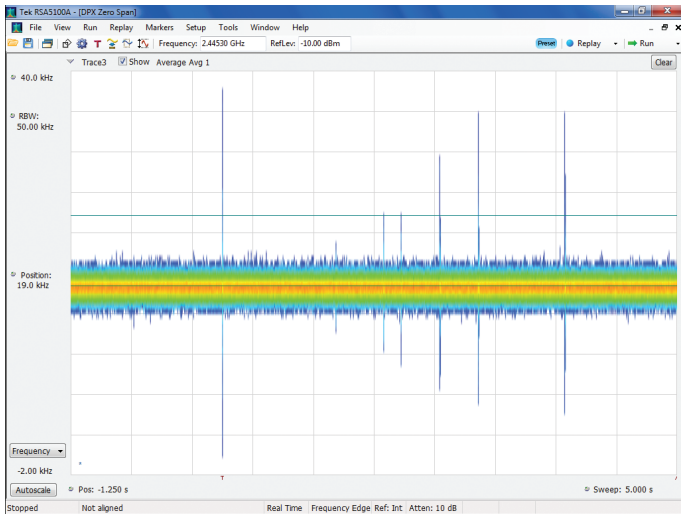 Tek RSA5100A - [DPX Zero Span]
File View Run Replay Markers Setup Tools Window Help
T Frequency: 2.44530 GHz RefLev: -10.00 dBm Preset Replay Run
Trace3 Show Average Avg 1 Clear
40.0 kHz
RBW:
50.00 kHz
Position:
19.0 kHz
Frequency
-2.00 kHz
T
Autoscale Pos: -1.250 s Sweep: 5.000 s
Stopped Not aligned Real Time Frequency Edge Ref: Int Atten: 10 dB